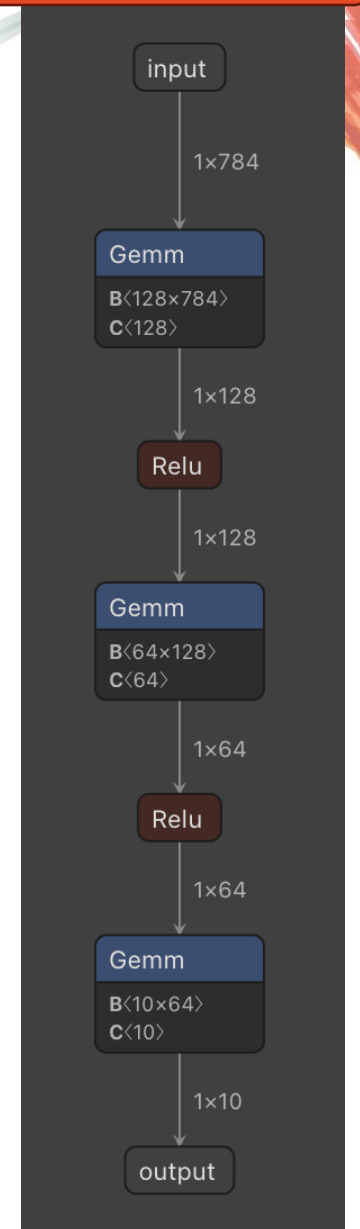 input
1×784
Gemm
B〈128×784〉
C〈128〉
1×128
Relu
1×128
Gemm
B〈64×128〉
C〈64〉
1×64
Relu
1×64
Gemm
B〈10×64〉
C〈10〉
1×10
output